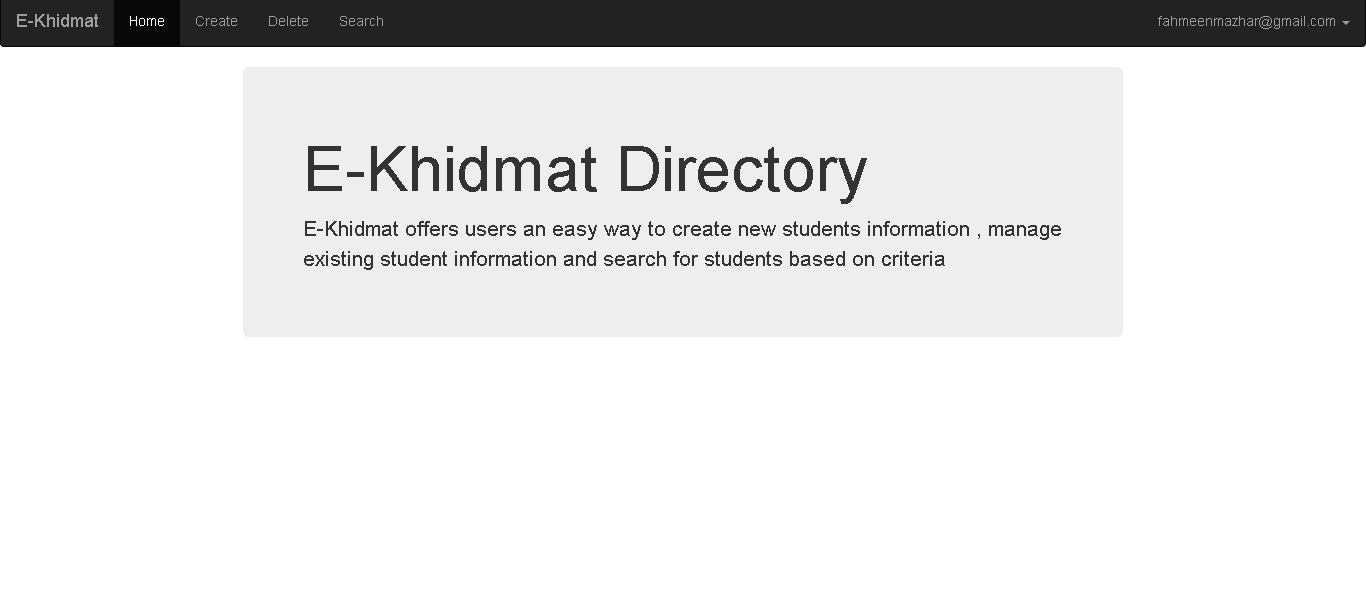 E-Khidmat Home Create Delete Search fahmeenmazhar@gmail.com
E-Khidmat Directory
E-Khidmat offers users an easy way to create new students information , manage
existing student information and search for students based on criteria